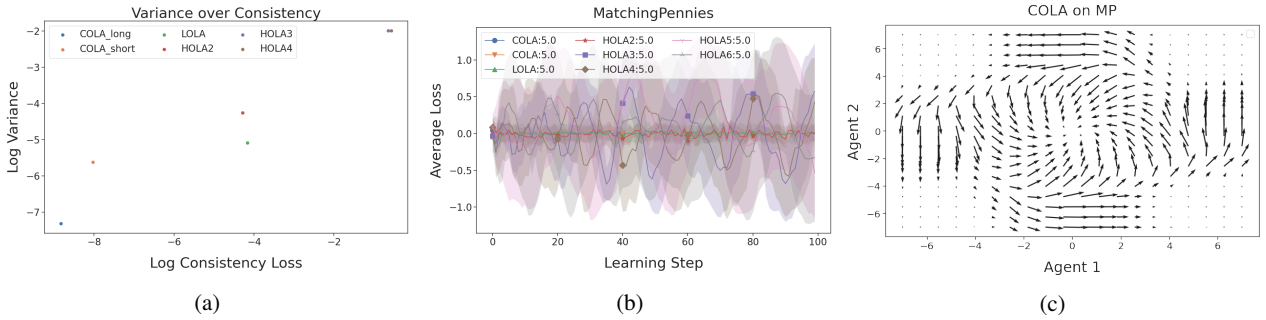 Variance over Consistency
COLA_long
LOLA
HOLA3
COLA_short
HOLA2
HOLA4
Log Variance
−2
−3
−4
−5
−6
−7
−8
−6
−4
−2
Log Consistency Loss
(a)
MatchingPennies
COLA:5.0
HOLA2:5.0
HOLA5:5.0
COLA:5.0
HOLA3:5.0
HOLA6:5.0
LOLA:5.0
HOLA4:5.0
Average Loss
1.0
0.5
0.0
−0.5
−1.0
0
20
40
60
80
100
Learning Step
(b)
COLA on MP
Agent 2
6
4
2
0
−2
−4
−6
−6
−4
−2
0
2
4
6
Agent 1
(c)